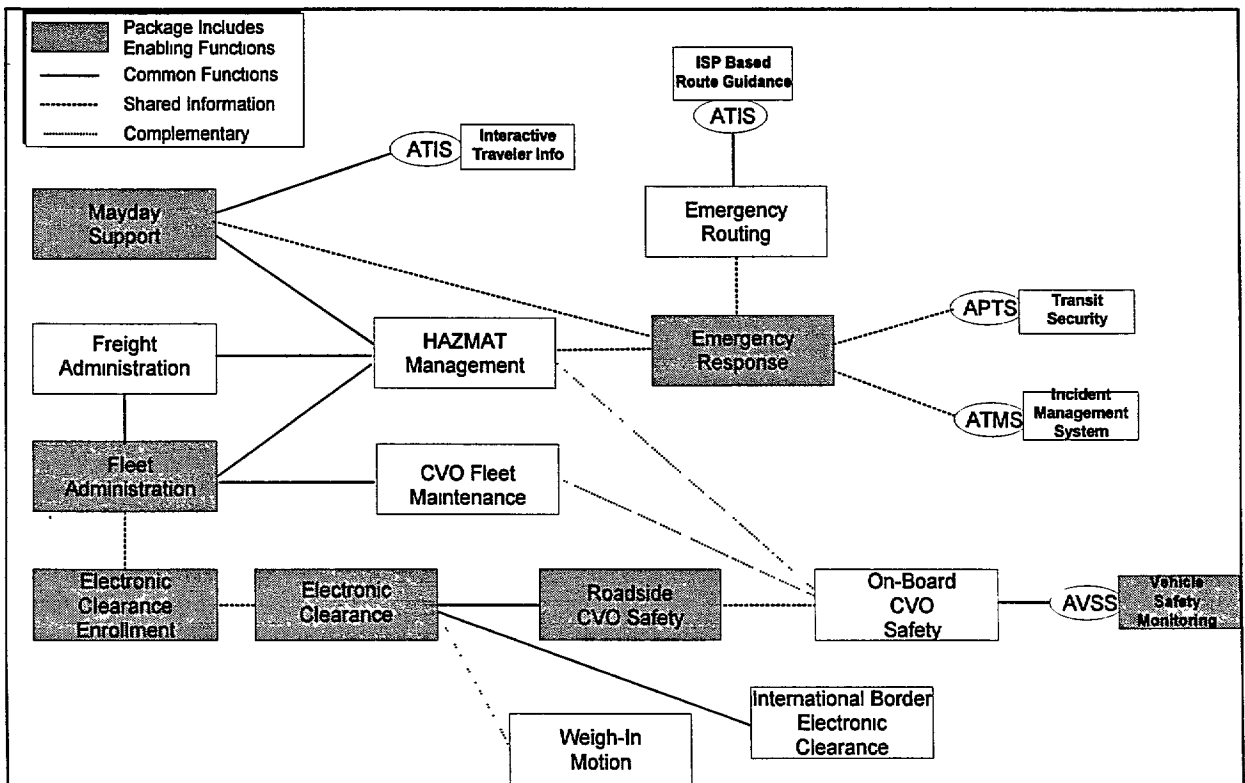 Package Includes
Enabling Functions
Common Functions
Shared Information
Complementary
ISP Based
Route Guidance
ATIS
ATIS
Interactive
Traveler Info
Mayday
Support
Emergency
Routing
APTS
Transit
Security
Freight
Administration
HAZMAT
Management
Emergency
Response
ATMS
Incident
Management
System
Fleet
Administration
CVO Fleet
Maintenance
Electronic
Clearance
Enrollment
Electronic
Clearance
Roadside
CVO Safety
On-Board
CVO
Safety
AVSS
Vehicle
Safety
Monitoring
International Border
Electronic
Clearance
Weigh-In
Motion